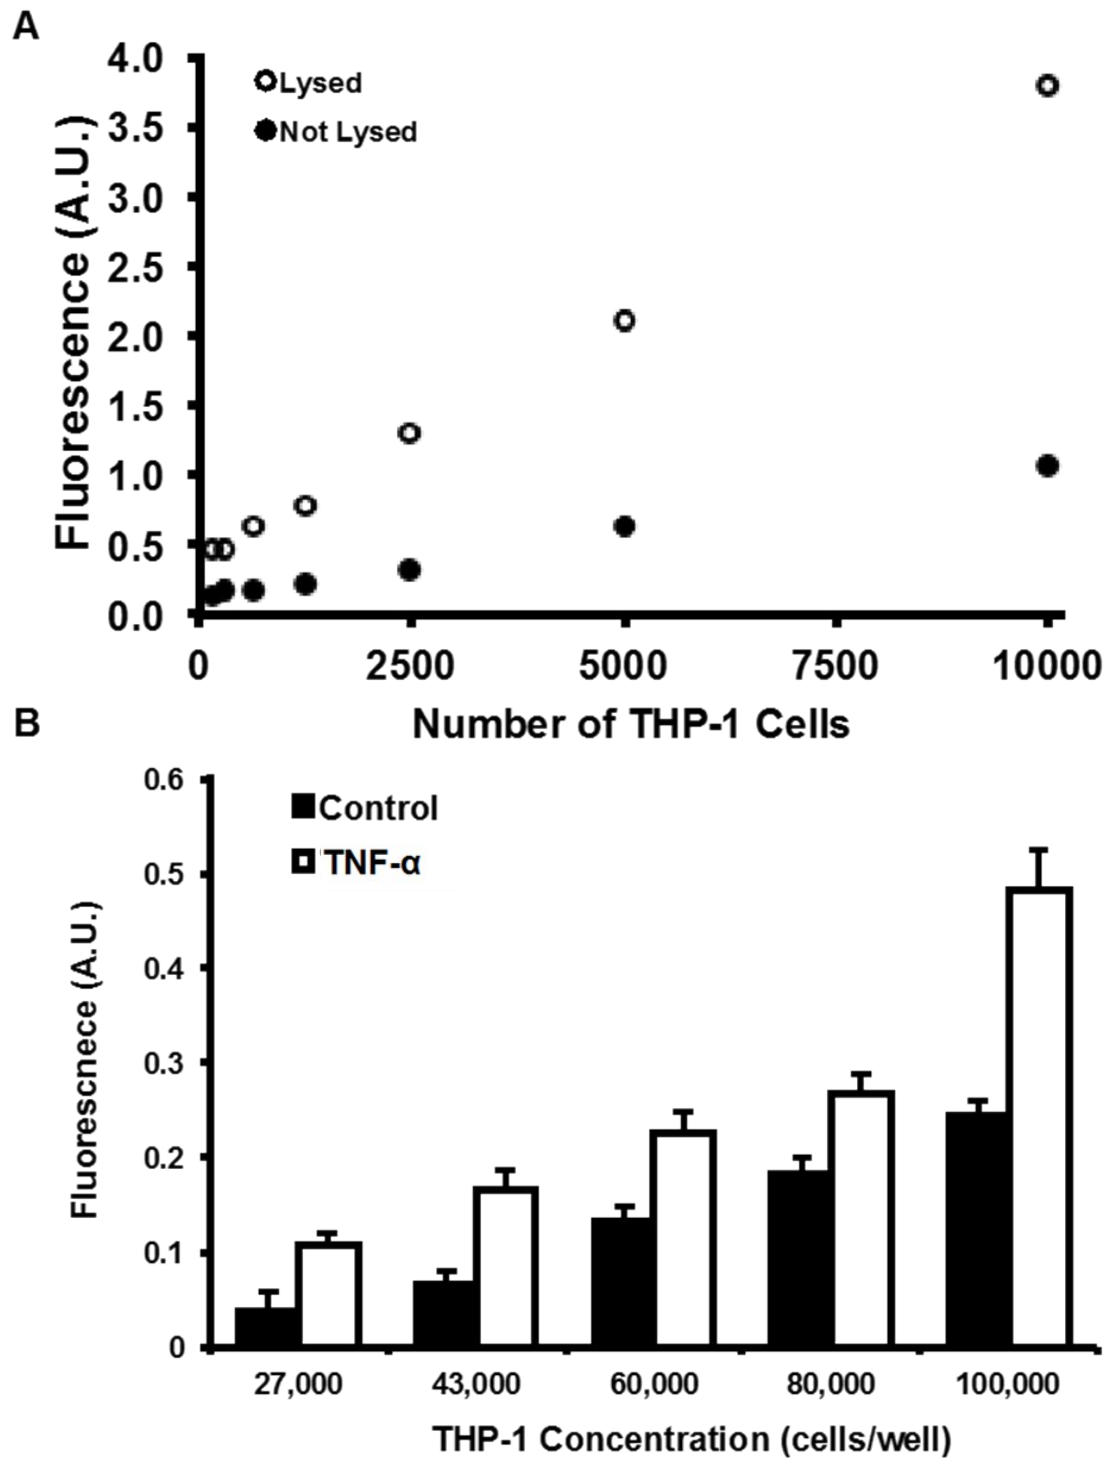 A
Fluorescence (A.U.)
4.0
3.5
3.0
2.5
2.0
1.5
1.0
0.5
0.0
Lysed
Not Lysed
0 2500 5000 7500 10000
Number of THP-1 Cells
B
Fluorescnece (A.U.)
0.6
0.5
0.4
0.3
0.2
0.1
0
Control
TNF-α
27,000 43,000 60,000 80,000 100,000
THP-1 Concentration (cells/well)